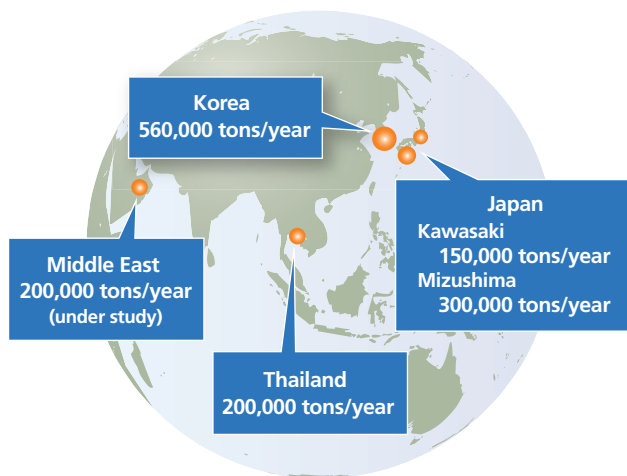 Korea
560,000 tons/year
Japan
Kawasaki
150,000 tons/year
Mizushima
300,000 tons/year
Middle East
200,000 tons/year
(under study)
Thailand
200,000 tons/year